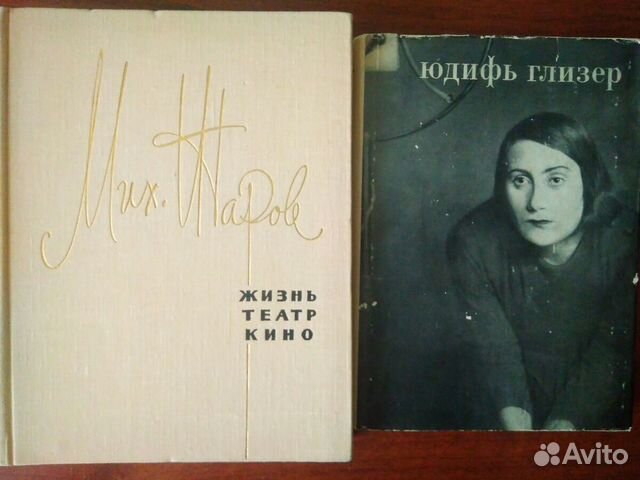 Мих. Жаров
ЖИЗНЬ
ТЕАТР
КИНО
юдифь глизер
Avito